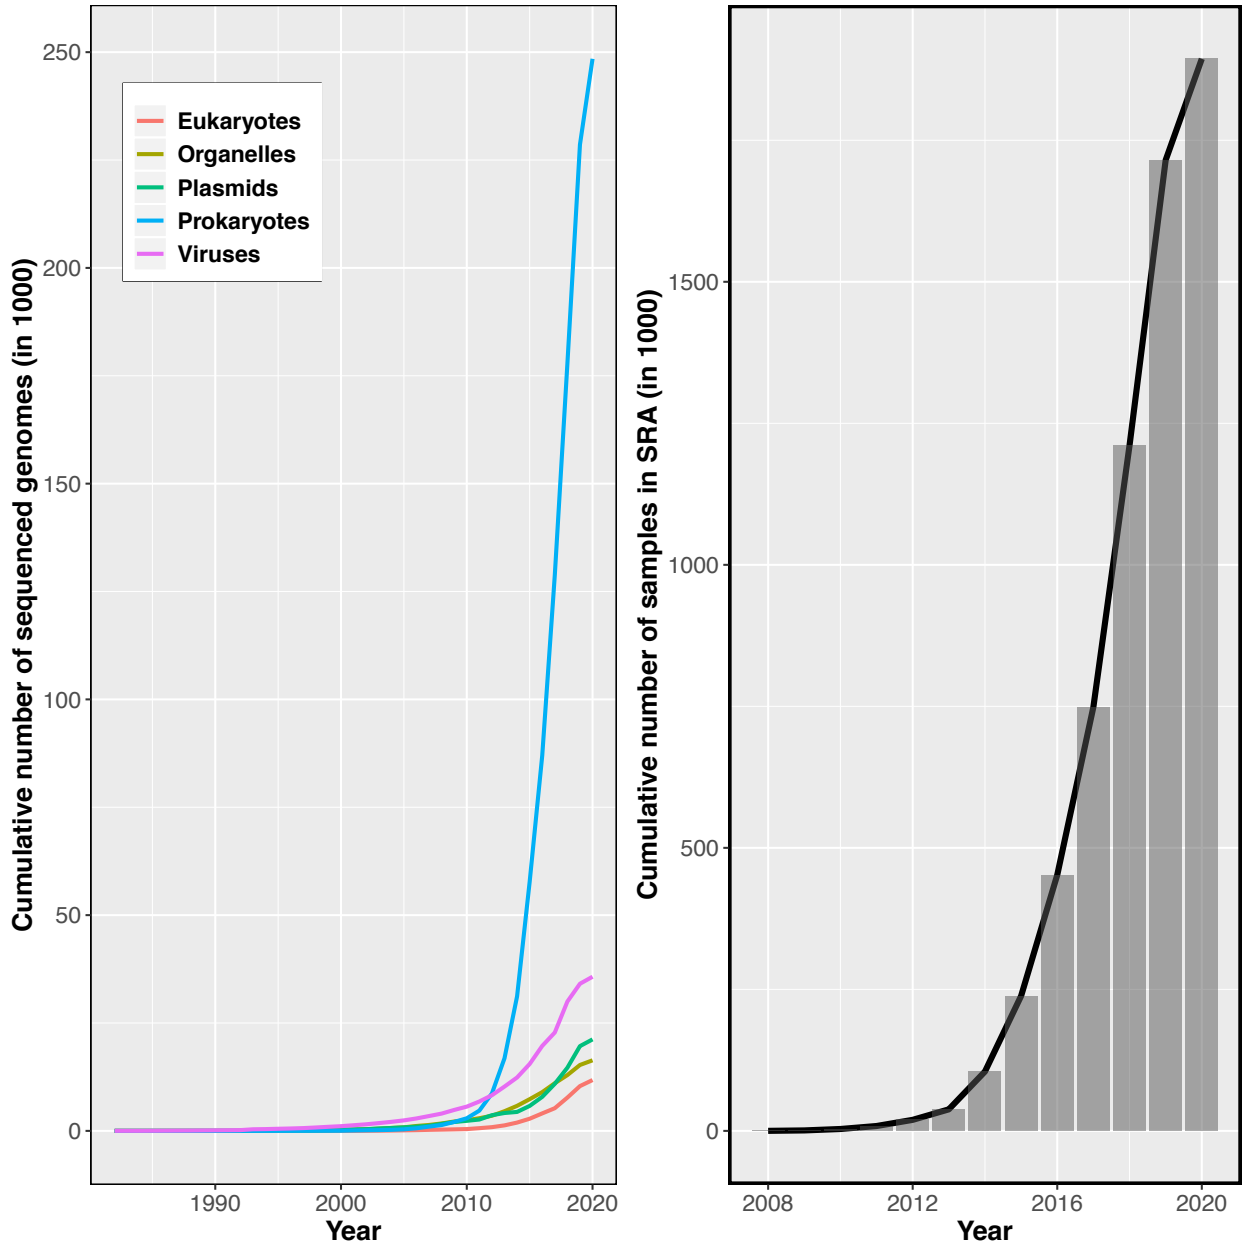 Cumulative number of sequenced genomes (in 1000)
250
200
150
100
50
0
Eukaryotes
Organelles
Plasmids
Prokaryotes
Viruses
1990 2000 2010 2020
Year
Cumulative number of samples in SRA (in 1000)
1500
1000
500
0
2008 2012 2016 2020
Year